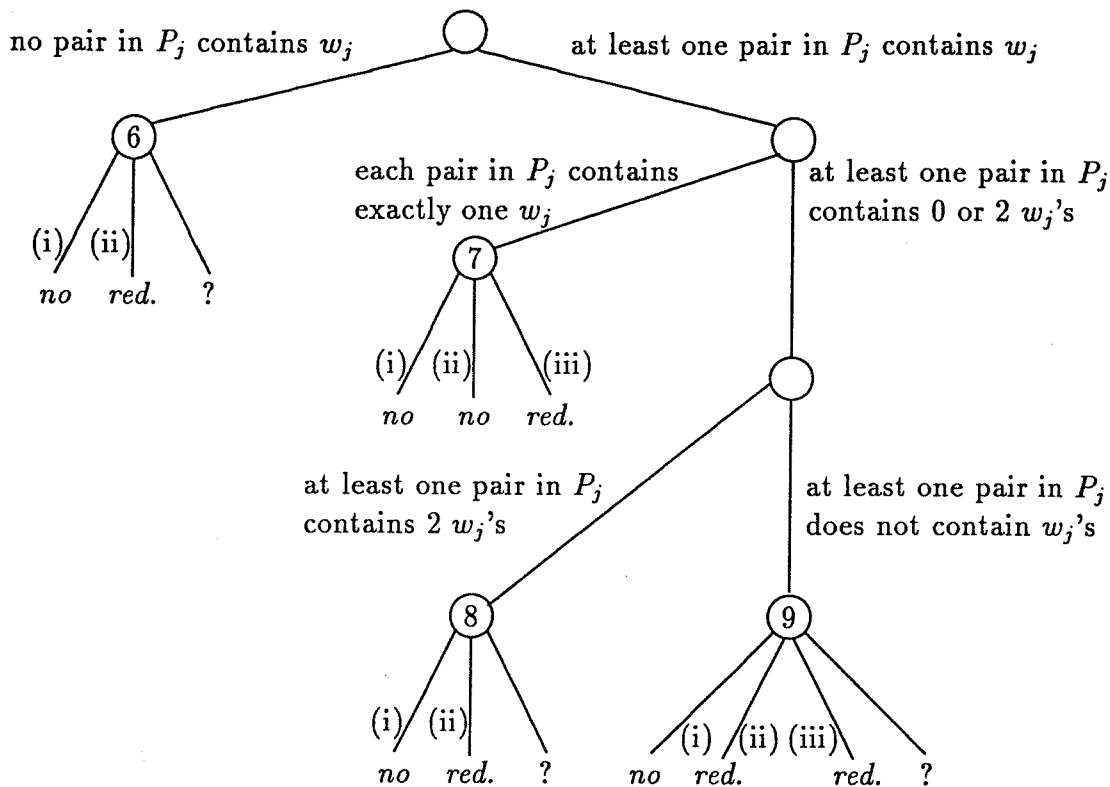 no pair in P_j contains w_j
at least one pair in P_j contains w_j
6
each pair in P_j contains
exactly one w_j
at least one pair in P_j
contains 0 or 2 w_j's
(i) (ii)
no red. ?
7
(i) (ii) (iii)
no no red.
at least one pair in P_j
contains 2 w_j's
at least one pair in P_j
does not contain w_j's
8
9
(i) (ii)
no red. ?
(i) (ii) (iii)
no red. red. ?